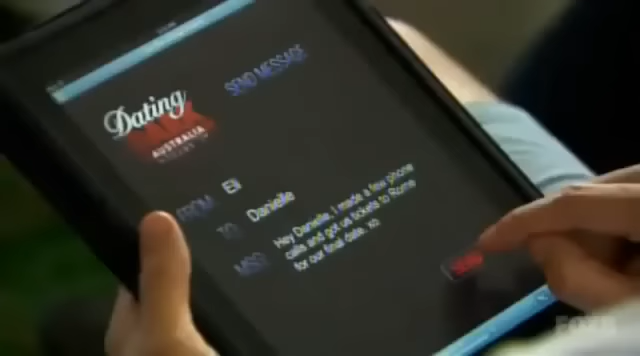 SEND MESSAGE
Dating
AUSTRALIA
FROM Eli
TO Danielle
MSG Hey Danielle, I made a few phone
calls and got us tickets to Rome
for our final date. xo